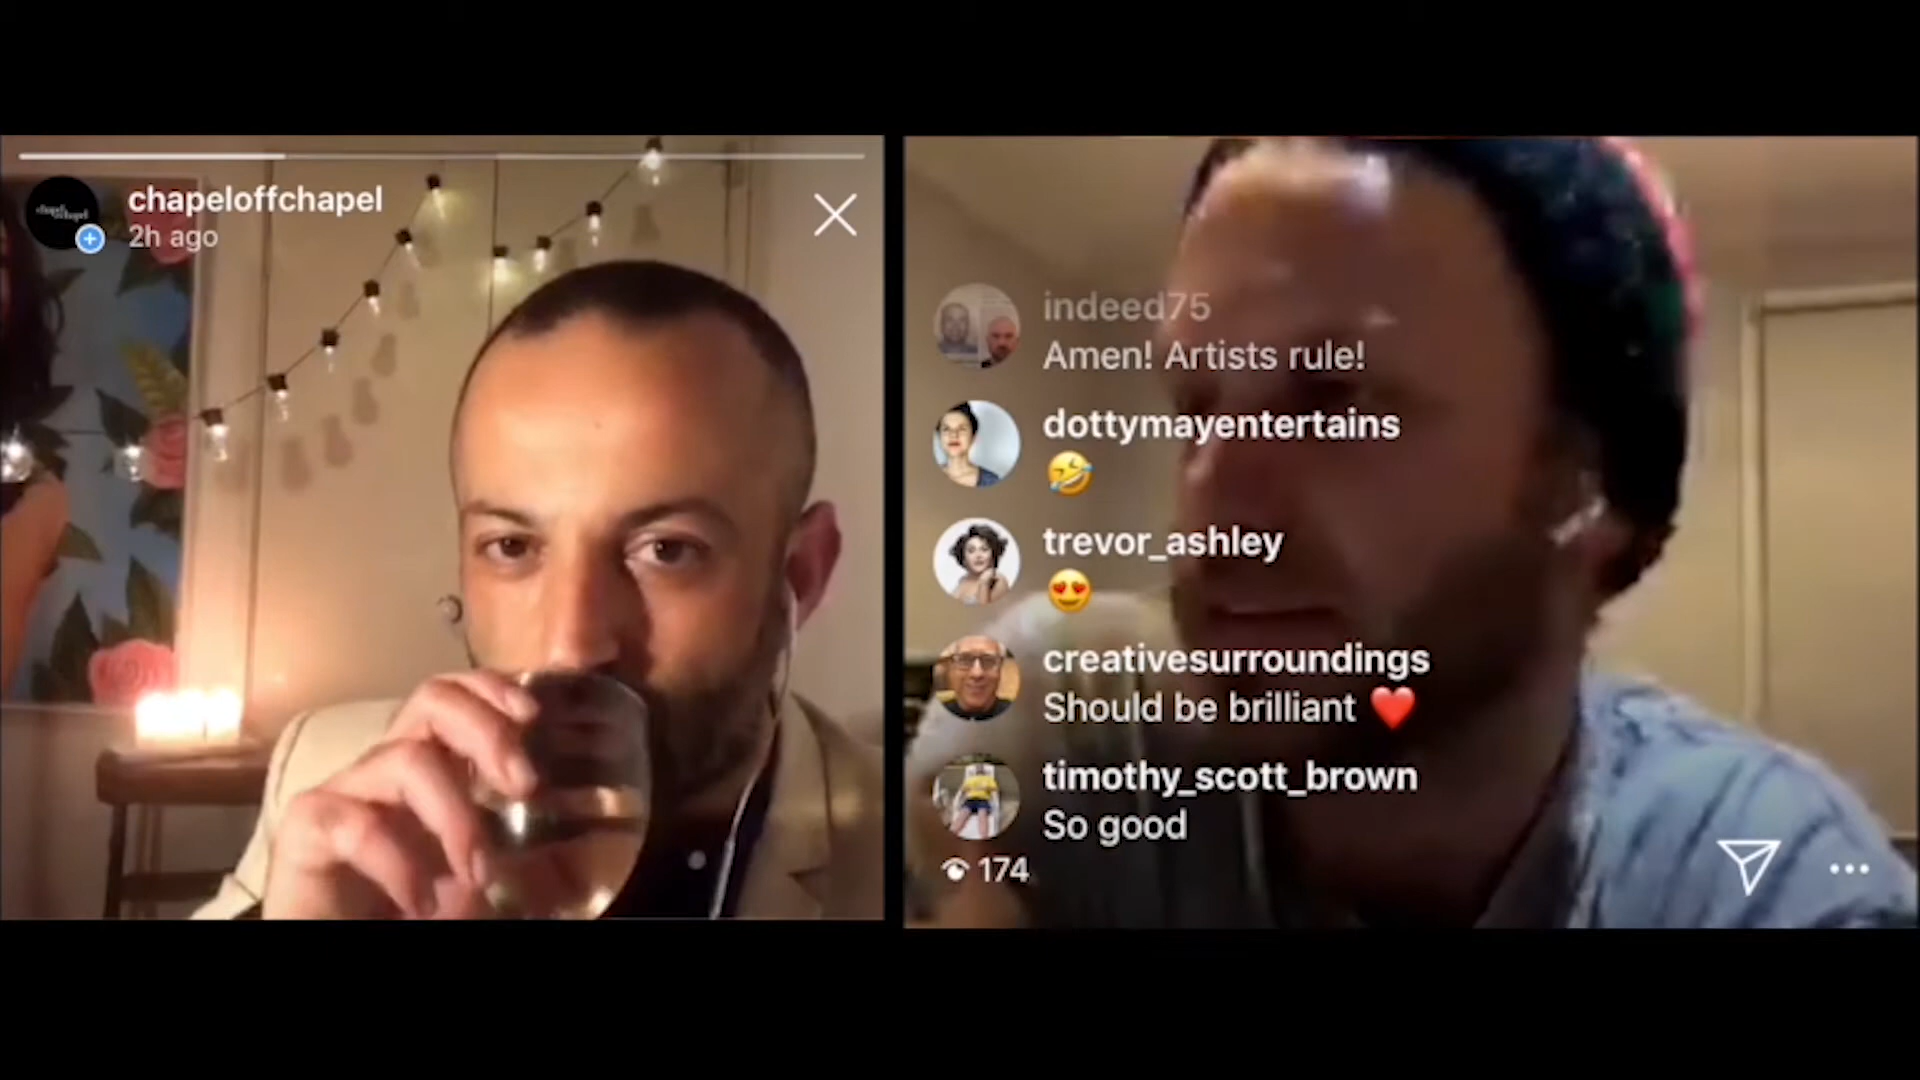 chapeloffchapel
2h ago
indeed75
Amen! Artists rule!
dottymayentertains
🤣
trevor_ashley
😍
creativesurroundings
Should be brilliant ❤️
timothy_scott_brown
So good
174